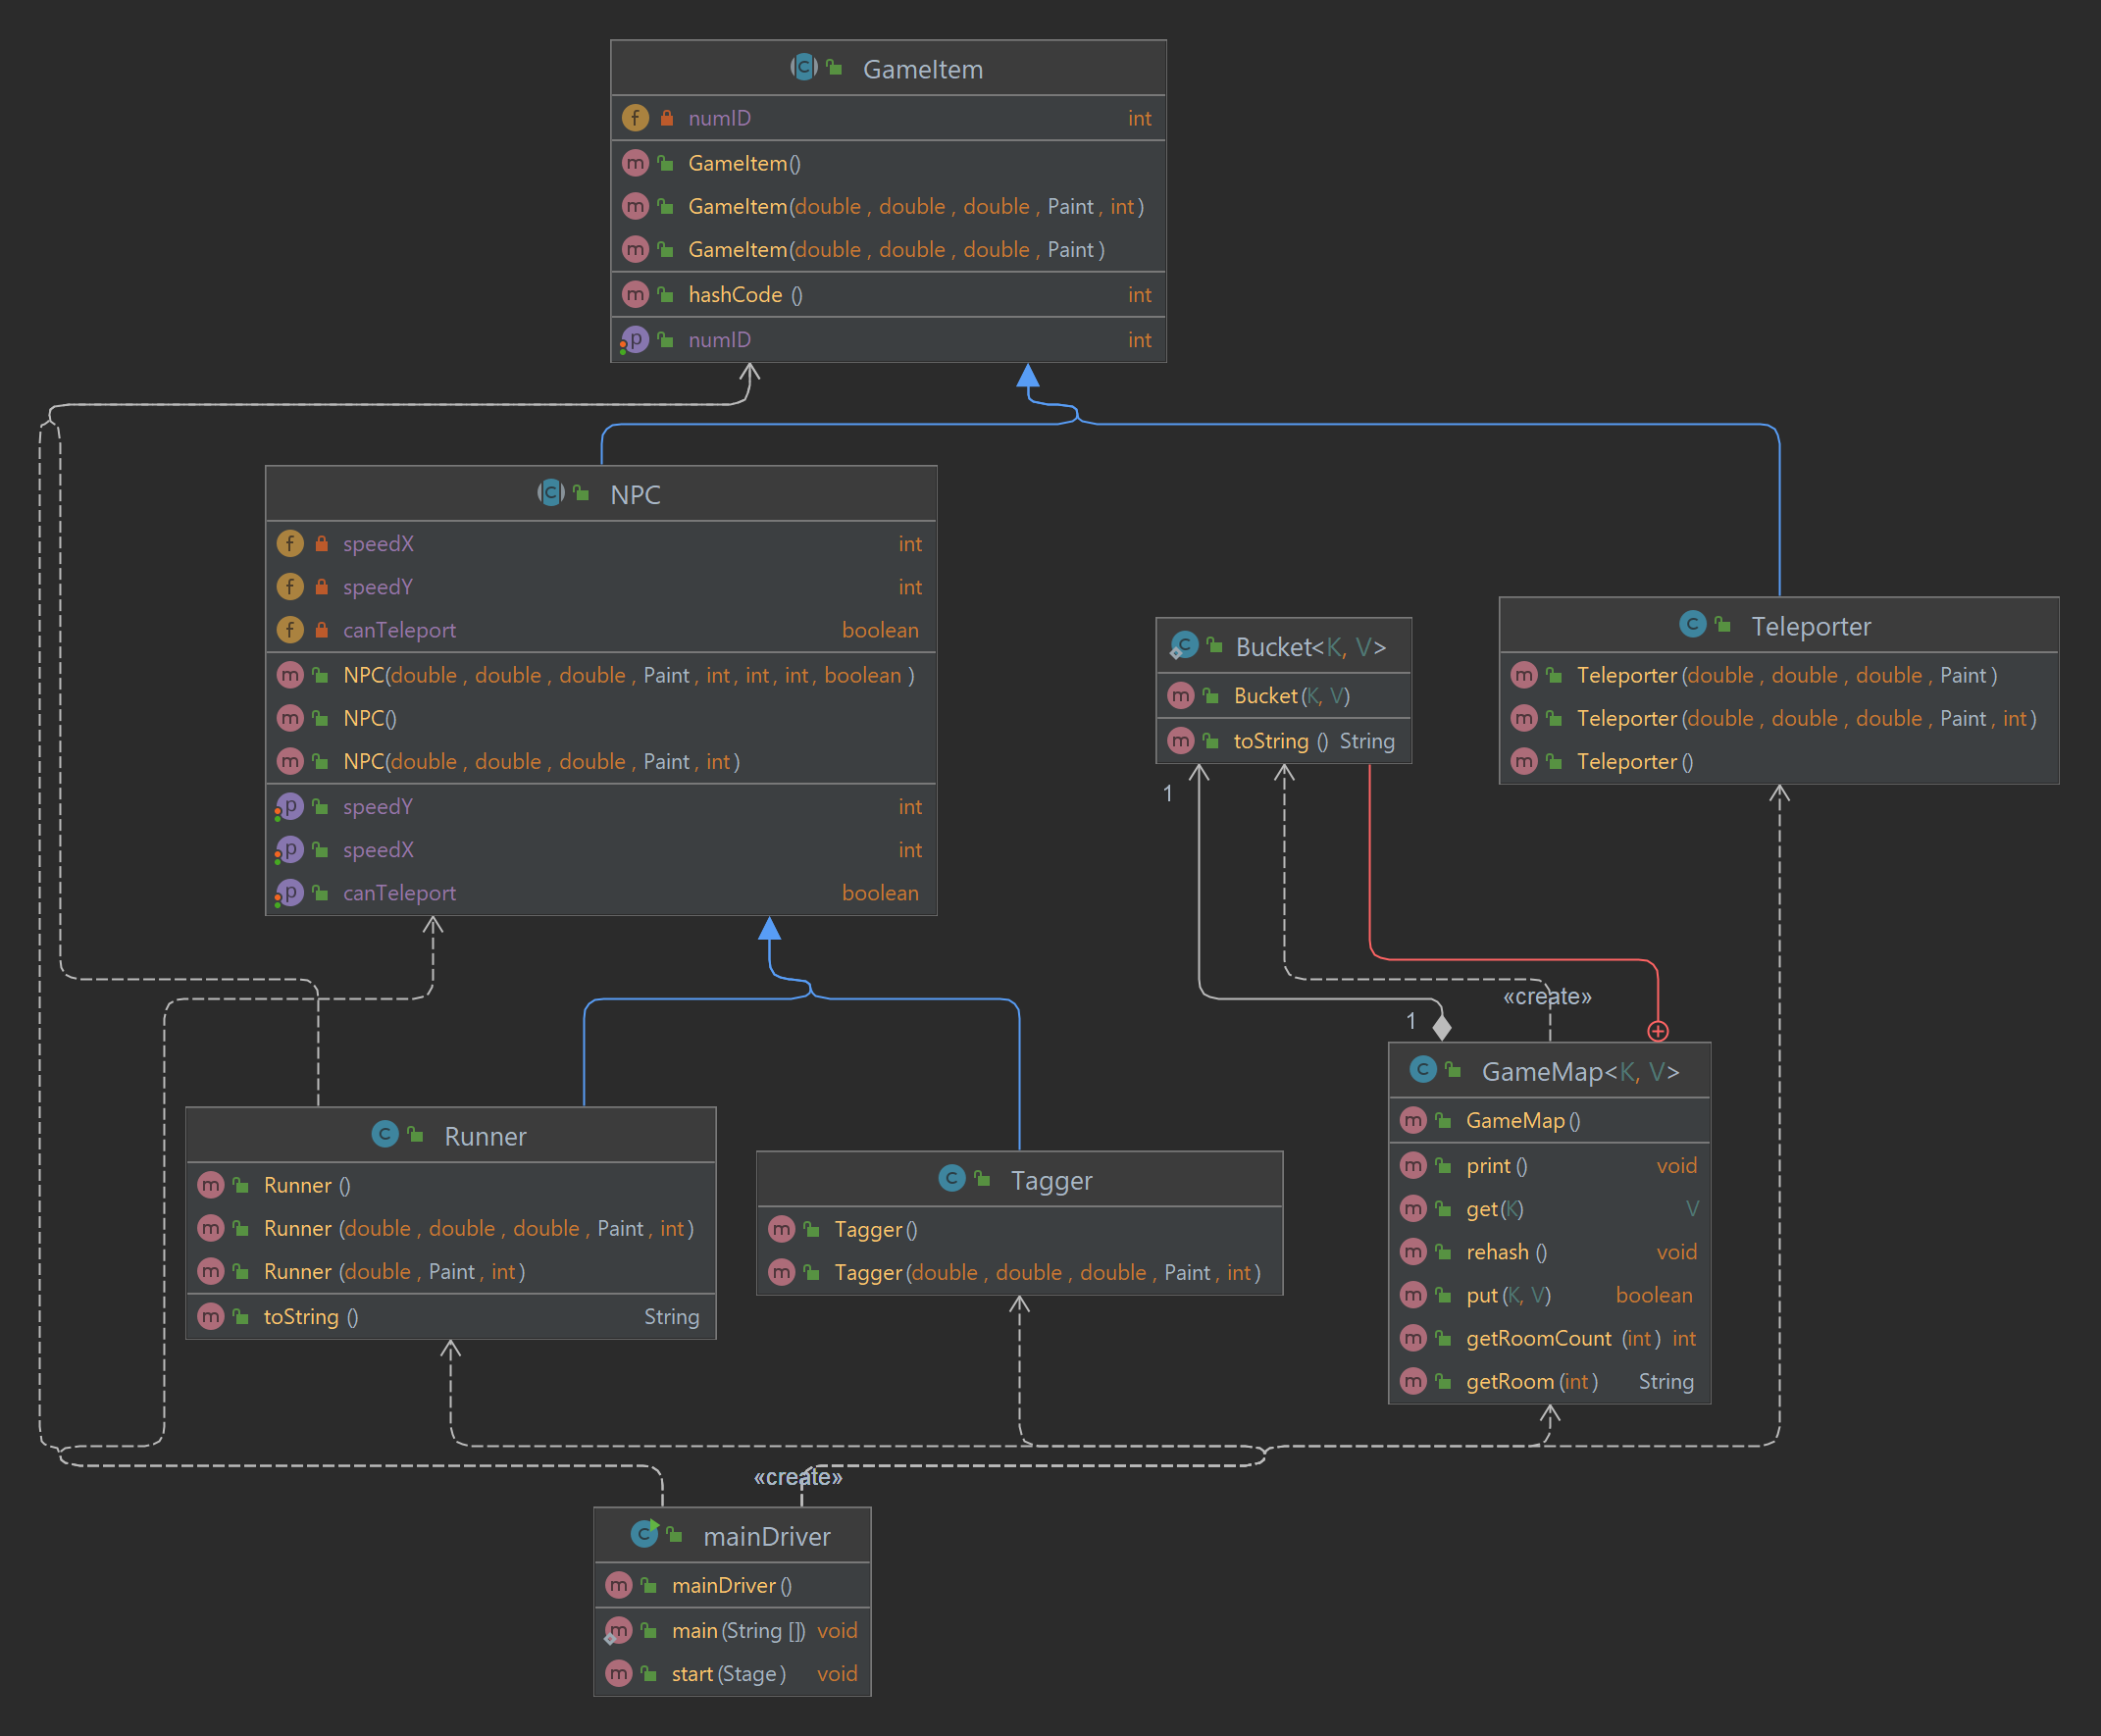 GameItem
numID int
GameItem()
GameItem(double, double, double, Paint, int)
GameItem(double, double, double, Paint)
hashCode() int
numID int
NPC
speedX int
speedY int
canTeleport boolean
NPC(double, double, double, Paint, int, int, int, boolean)
NPC()
NPC(double, double, double, Paint, int)
speedY int
speedX int
canTeleport boolean
Bucket<K, V>
Bucket(K, V)
toString() String
Teleporter
Teleporter(double, double, double, Paint)
Teleporter(double, double, double, Paint, int)
Teleporter()
1
«create»
1
GameMap<K, V>
GameMap()
print() void
get(K) V
rehash() void
put(K, V) boolean
getRoomCount(int) int
getRoom(int) String
Runner
Runner()
Runner(double, double, double, Paint, int)
Runner(double, Paint, int)
toString() String
Tagger
Tagger()
Tagger(double, double, double, Paint, int)
«create»
mainDriver
mainDriver()
main(String[]) void
start(Stage) void